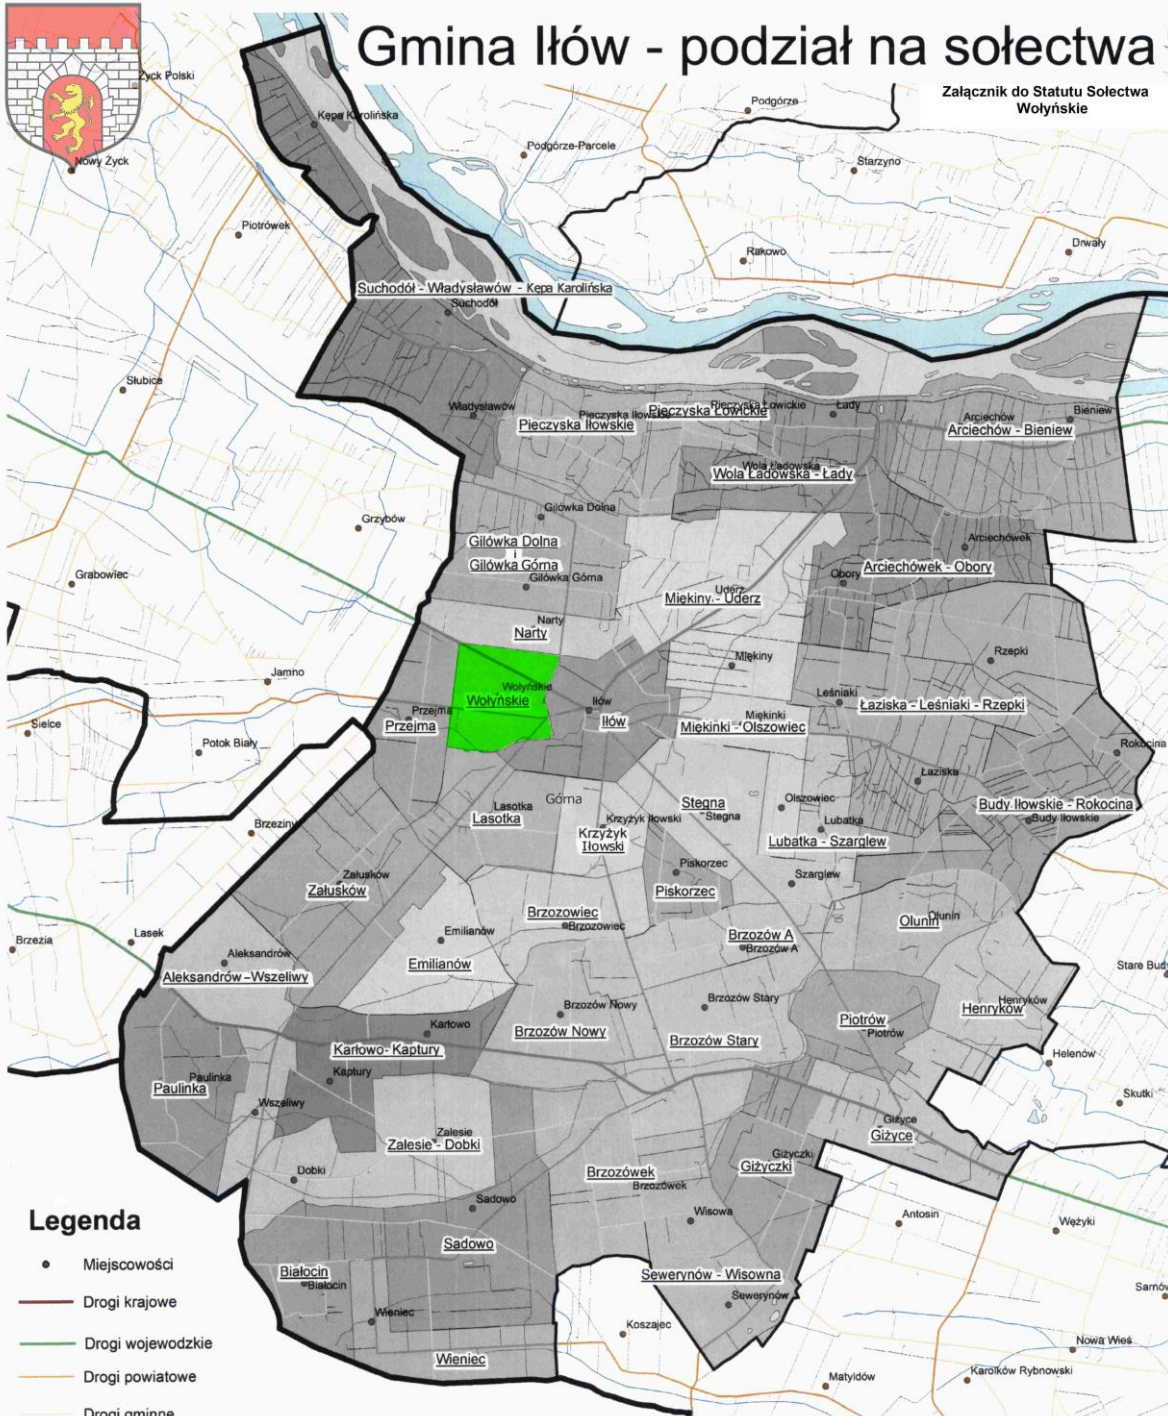 Gmina Iłów - podział na sołectwa
Załącznik do Statutu Sołectwa
Wołyńskie
Życk Polski
Nowy Życk
Kępa Karolińska
Podgórze
Podgórze-Parcele
Starzyno
Piotrówek
Rakowo
Drwały
Suchodół - Władysławów - Kępa Karolińska
Suchodół
Słubice
Władysławów
Pieczyska Iłowskie
Pieczyska Iłowskie
Pieczyska Łowickie
Pieczyska Łowickie
Łady
Arciechów
Bieniew
Arciechów - Bieniew
Wola Ładowska
Wola Ładowska - Łady
Grzybów
Gilówka Dolna
Gilówka Dolna
i
Gilówka Górna
Gilówka Górna
Arciechówek
Arciechówek - Obory
Obory
Grabowiec
Uderz
Miękiny - Uderz
Narty
Narty
Miękiny
Rzepki
Jamno
Wołyńskie
Wołyńskie
Iłów
Iłów
Leśniaki
Łaziska - Leśniaki - Rzepki
Przejma
Przejma
Miękinki
Miękinki - Olszowiec
Sielce
Potok Biały
Rokocina
Łaziska
Górna
Lasotka
Lasotka
Stegna
Stegna
Olszowiec
Budy Iłowskie - Rokocina
Budy Iłowskie
Krzyżyk Iłowski
Krzyżyk
Iłowski
Lubatka
Lubatka - Szarglew
Brzeziny
Piskorzec
Piskorzec
Szarglew
Załusków
Załusków
Brzozowiec
Brzozowiec
Olunin
Olunin
Brzezia
Lasek
Emilianów
Emilianów
Brzozów A
Brzozów A
Aleksandrów
Aleksandrów - Wszeliwy
Stare Budy
Brzozów Nowy
Brzozów Nowy
Brzozów Stary
Brzozów Stary
Piotrów
Piotrów
Henryków
Henryków
Karłowo
Karłowo - Kaptury
Kaptury
Helenów
Paulinka
Paulinka
Wszeliwy
Skutki
Zalesie
Zalesie - Dobki
Giżyce
Giżyce
Dobki
Brzozówek
Brzozówek
Giżyczki
Giżyczki
Sadowo
Sadowo
Wisowa
Antosin
Wężyki
Białocin
Białocin
Sewerynów - Wisowna
Sewerynów
Wieniec
Wieniec
Koszajec
Nowa Wieś
Matyldów
Karolków Rybnowski
Legenda
Miejscowości
Drogi krajowe
Drogi wojewodzkie
Drogi powiatowe
Drogi gminne